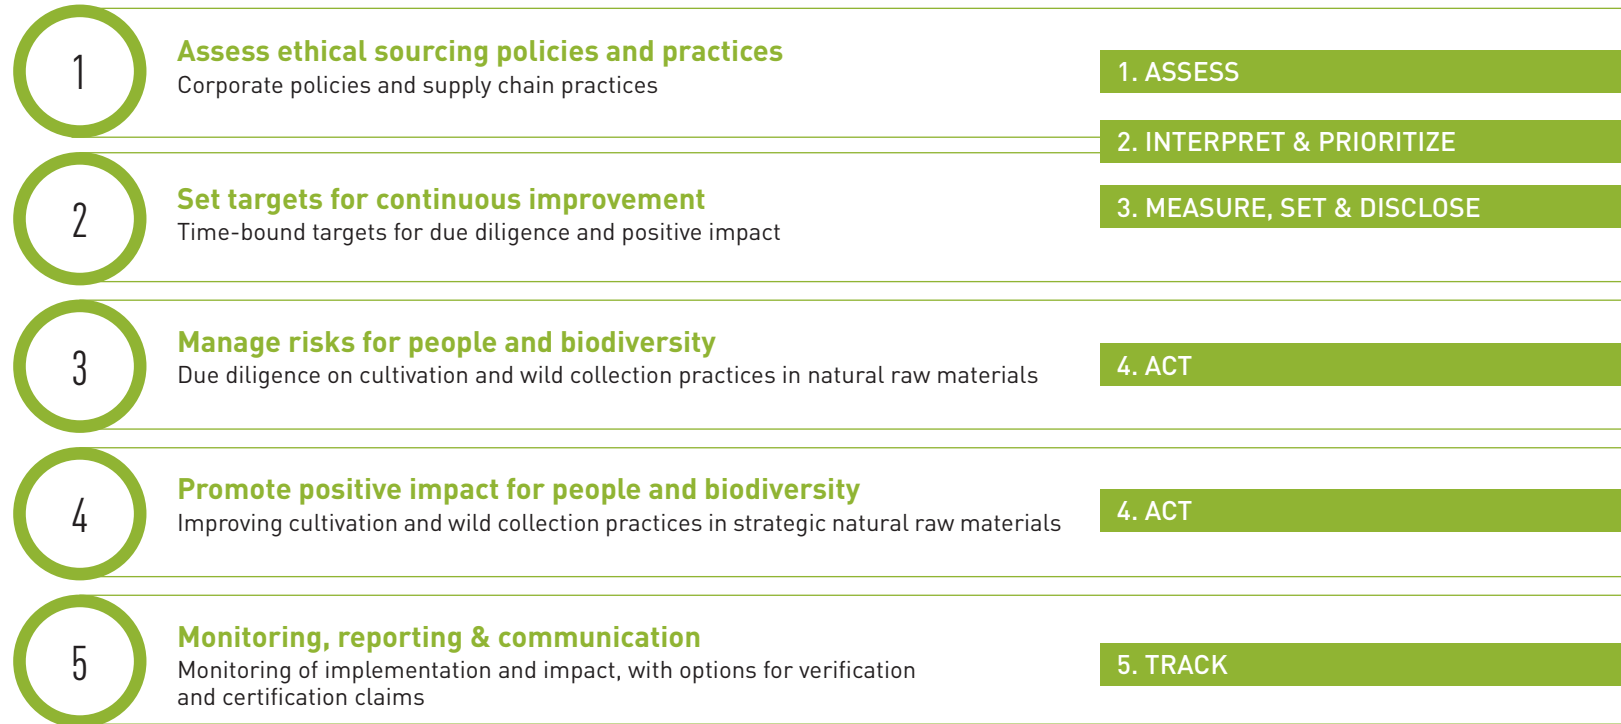 1
Assess ethical sourcing policies and practices
Corporate policies and supply chain practices
1. ASSESS
2. INTERPRET & PRIORITIZE
2
Set targets for continuous improvement
Time-bound targets for due diligence and positive impact
3. MEASURE, SET & DISCLOSE
3
Manage risks for people and biodiversity
Due diligence on cultivation and wild collection practices in natural raw materials
4. ACT
4
Promote positive impact for people and biodiversity
Improving cultivation and wild collection practices in strategic natural raw materials
4. ACT
5
Monitoring, reporting & communication
Monitoring of implementation and impact, with options for verification
and certification claims
5. TRACK